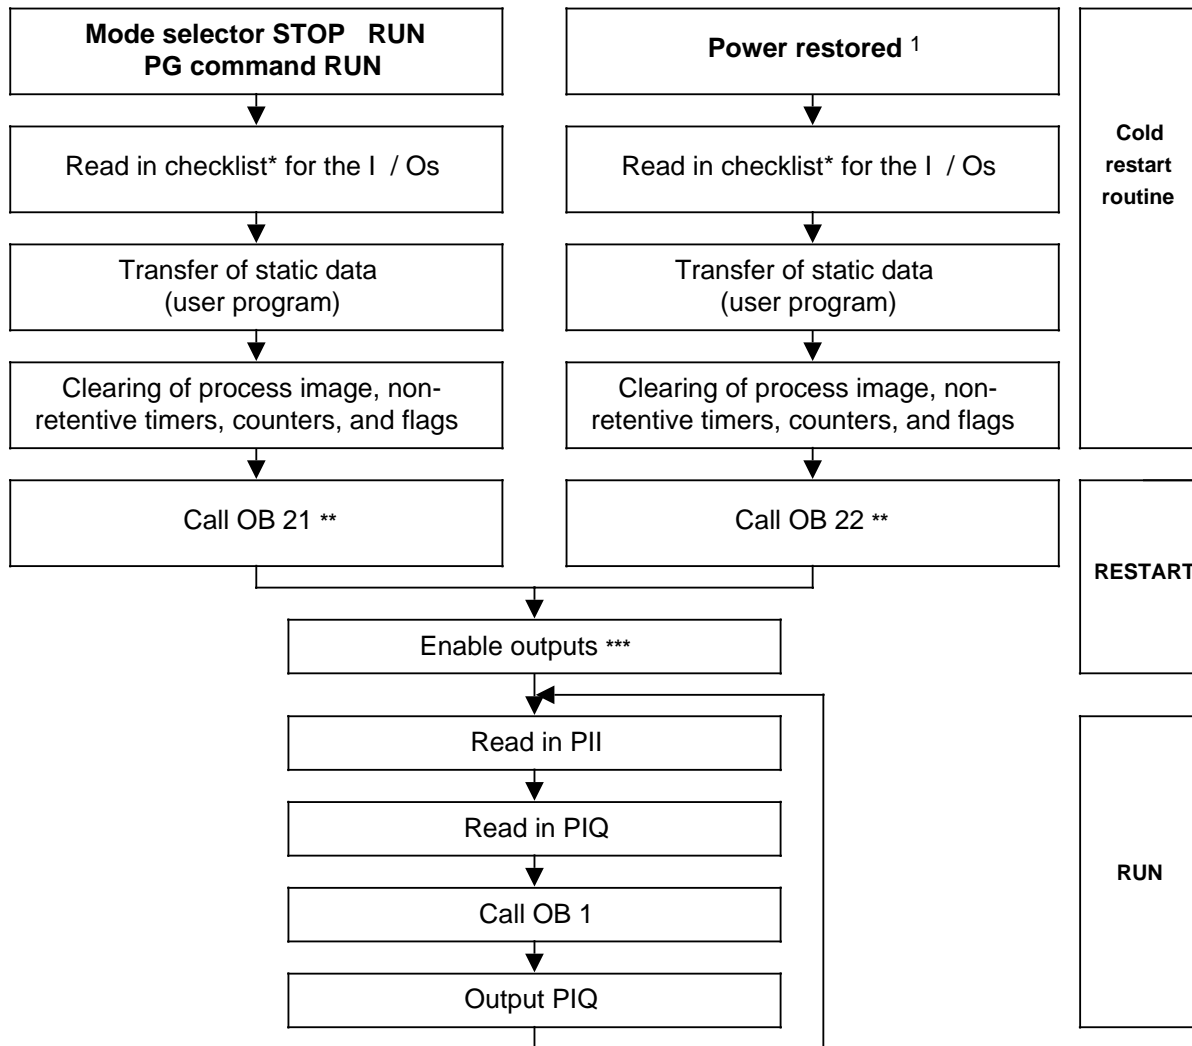 Mode selector STOP RUN
PG command RUN
Read in checklist* for the I / Os
Transfer of static data
(user program)
Clearing of process image, non-
retentive timers, counters, and flags
Call OB 21 **
Power restored 1
Read in checklist* for the I / Os
Transfer of static data
(user program)
Clearing of process image, non-
retentive timers, counters, and flags
Call OB 22 **
Cold
restart
routine
Enable outputs ***
RESTART
Read in PII
Read in PIQ
Call OB 1
Output PIQ
RUN